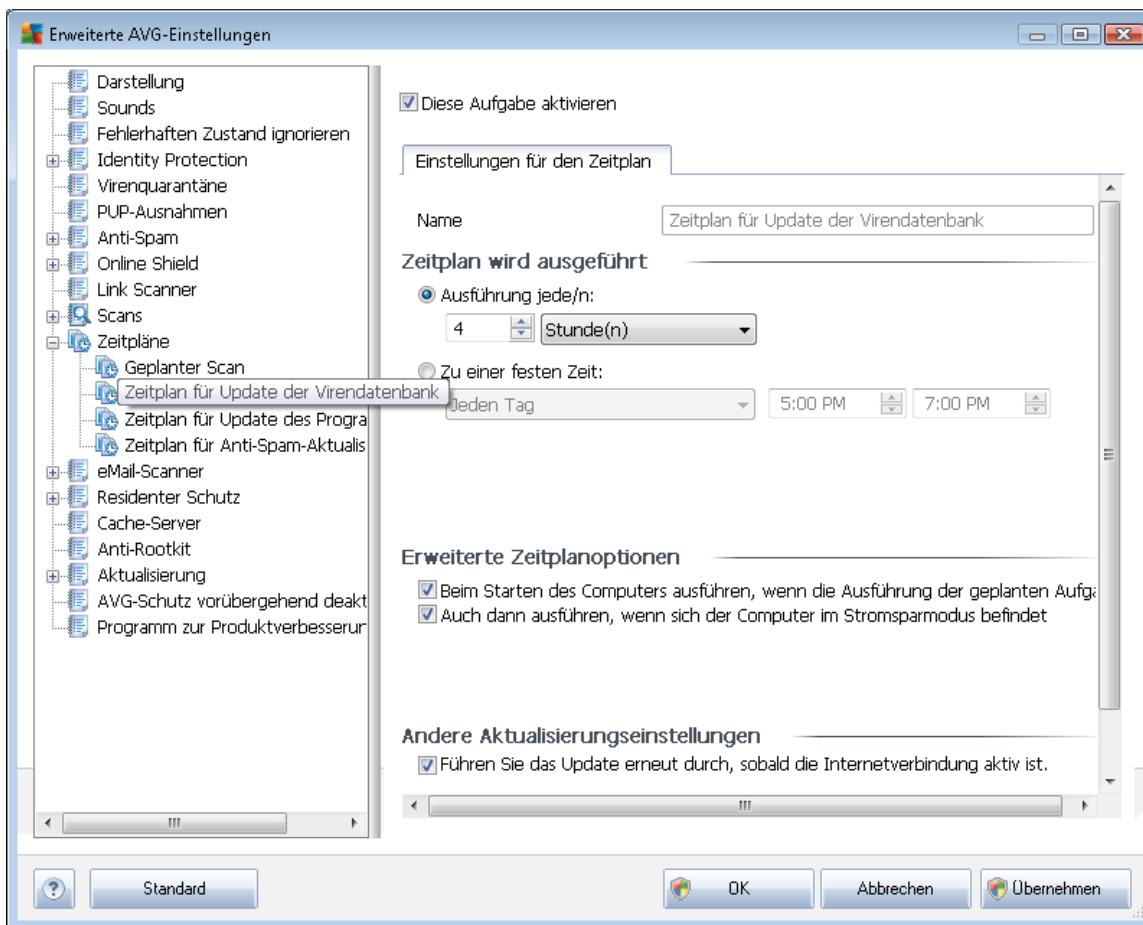 Erweiterte AVG-Einstellungen
Darstellung
Sounds
Fehlerhaften Zustand ignorieren
Identity Protection
Virenquarantäne
PUP-Ausnahmen
Anti-Spam
Online Shield
Link Scanner
Scans
Zeitpläne
Geplanter Scan
Zeitplan für Update der Virendatenbank
Zeitplan für Update des Progra
Zeitplan für Anti-Spam-Aktualis
eMail-Scanner
Residenter Schutz
Cache-Server
Anti-Rootkit
Aktualisierung
AVG-Schutz vorübergehend deakt
Programm zur Produktverbesserur
Diese Aufgabe aktivieren
Einstellungen für den Zeitplan
Name Zeitplan für Update der Virendatenbank
Zeitplan wird ausgeführt
Ausführung jede/n:
4 Stunde(n)
Zu einer festen Zeit:
Jeden Tag 5:00 PM 7:00 PM
Erweiterte Zeitplanoptionen
Beim Starten des Computers ausführen, wenn die Ausführung der geplanten Aufga
Auch dann ausführen, wenn sich der Computer im Stromsparmodus befindet
Andere Aktualisierungseinstellungen
Führen Sie das Update erneut durch, sobald die Internetverbindung aktiv ist.
? Standard OK Abbrechen Übernehmen